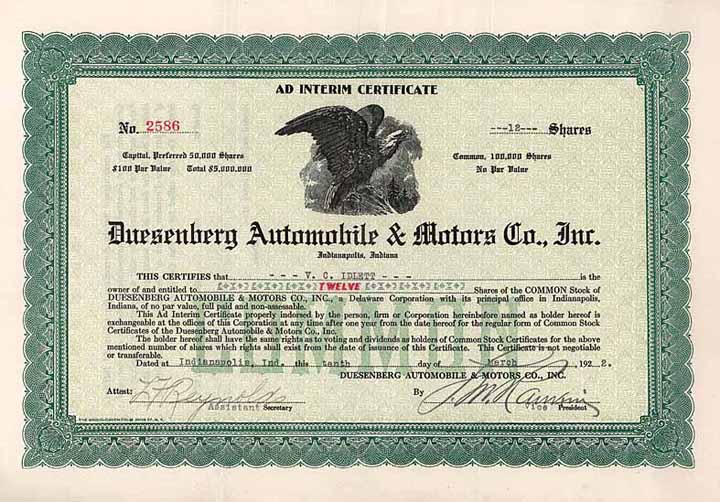 AD INTERIM CERTIFICATE
No. 2586
---12--- Shares
Capital, Preferred 50,000 Shares
$100 Par Value Total $5,000,000
Common, 100,000 Shares
No Par Value
Duesenberg Automobile & Motors Co., Inc.
Indianapolis, Indiana
THIS CERTIFIES that --- V. C. IDLETT --- is the
owner of and entitled to TWELVE Shares of the COMMON Stock of
DUESENBERG AUTOMOBILE & MOTORS CO., INC., a Delaware Corporation with its principal office in Indianapolis,
Indiana, of no par value, full paid and non-assessable.
This Ad Interim Certificate properly indorsed by the person, firm or Corporation hereinbefore named as holder hereof is
exchangeable at the offices of this Corporation at any time after one year from the date hereof for the regular form of Common Stock
Certificates of the Duesenberg Automobile & Motors Co., Inc.
The holder hereof shall have the same rights as to voting and dividends as holders of Common Stock Certificates for the above
mentioned number of shares which rights shall exist from the date of issuance of this Certificate. This Certificate is not negotiable
or transferable.
Dated at Indianapolis, Ind. this tenth day of March 1922.
DUESENBERG AUTOMOBILE & MOTORS CO., INC.
Attest: Reynolds
Assistant Secretary
By
Vice President